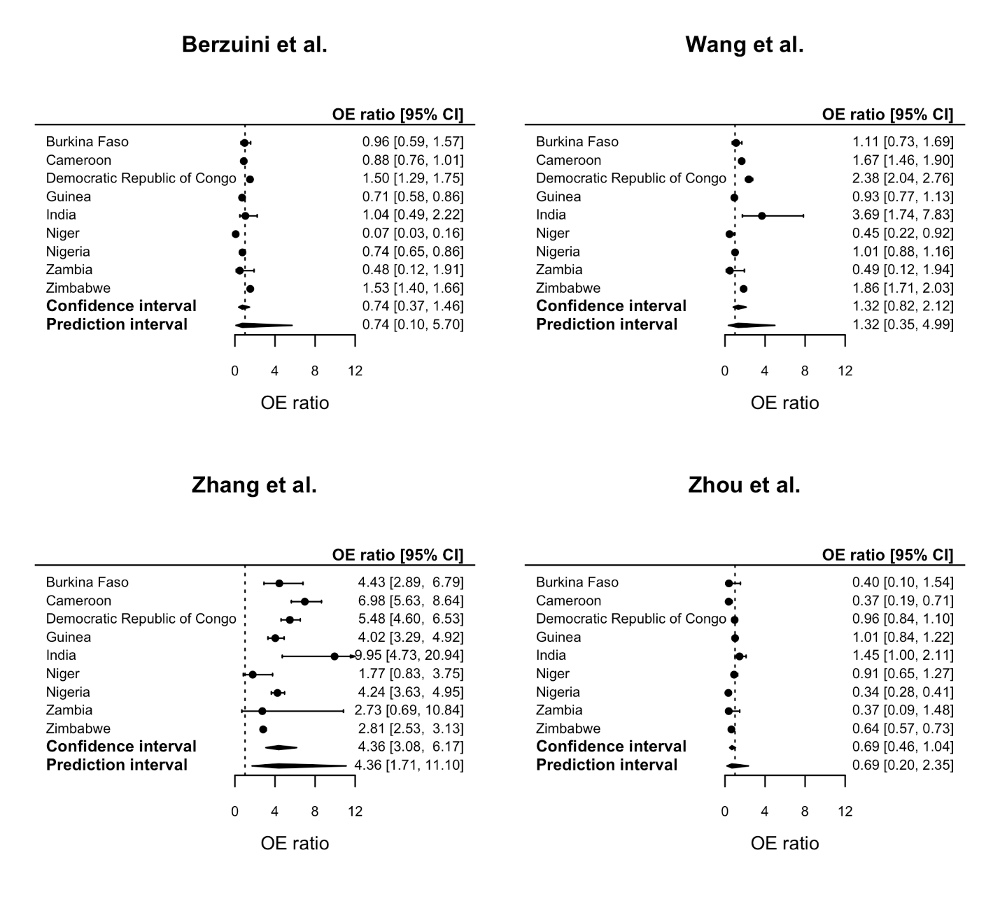 Berzuini et al.
OE ratio [95% CI]
Burkina Faso 0.96 [0.59, 1.57]
Cameroon 0.88 [0.76, 1.01]
Democratic Republic of Congo 1.50 [1.29, 1.75]
Guinea 0.71 [0.58, 0.86]
India 1.04 [0.49, 2.22]
Niger 0.07 [0.03, 0.16]
Nigeria 0.74 [0.65, 0.86]
Zambia 0.48 [0.12, 1.91]
Zimbabwe 1.53 [1.40, 1.66]
Confidence interval 0.74 [0.37, 1.46]
Prediction interval 0.74 [0.10, 5.70]
0 4 8 12
OE ratio
Wang et al.
OE ratio [95% CI]
Burkina Faso 1.11 [0.73, 1.69]
Cameroon 1.67 [1.46, 1.90]
Democratic Republic of Congo 2.38 [2.04, 2.76]
Guinea 0.93 [0.77, 1.13]
India 3.69 [1.74, 7.83]
Niger 0.45 [0.22, 0.92]
Nigeria 1.01 [0.88, 1.16]
Zambia 0.49 [0.12, 1.94]
Zimbabwe 1.86 [1.71, 2.03]
Confidence interval 1.32 [0.82, 2.12]
Prediction interval 1.32 [0.35, 4.99]
0 4 8 12
OE ratio
Zhang et al.
OE ratio [95% CI]
Burkina Faso 4.43 [2.89, 6.79]
Cameroon 6.98 [5.63, 8.64]
Democratic Republic of Congo 5.48 [4.60, 6.53]
Guinea 4.02 [3.29, 4.92]
India 9.95 [4.73, 20.94]
Niger 1.77 [0.83, 3.75]
Nigeria 4.24 [3.63, 4.95]
Zambia 2.73 [0.69, 10.84]
Zimbabwe 2.81 [2.53, 3.13]
Confidence interval 4.36 [3.08, 6.17]
Prediction interval 4.36 [1.71, 11.10]
0 4 8 12
OE ratio
Zhou et al.
OE ratio [95% CI]
Burkina Faso 0.40 [0.10, 1.54]
Cameroon 0.37 [0.19, 0.71]
Democratic Republic of Congo 0.96 [0.84, 1.10]
Guinea 1.01 [0.84, 1.22]
India 1.45 [1.00, 2.11]
Niger 0.91 [0.65, 1.27]
Nigeria 0.34 [0.28, 0.41]
Zambia 0.37 [0.09, 1.48]
Zimbabwe 0.64 [0.57, 0.73]
Confidence interval 0.69 [0.46, 1.04]
Prediction interval 0.69 [0.20, 2.35]
0 4 8 12
OE ratio